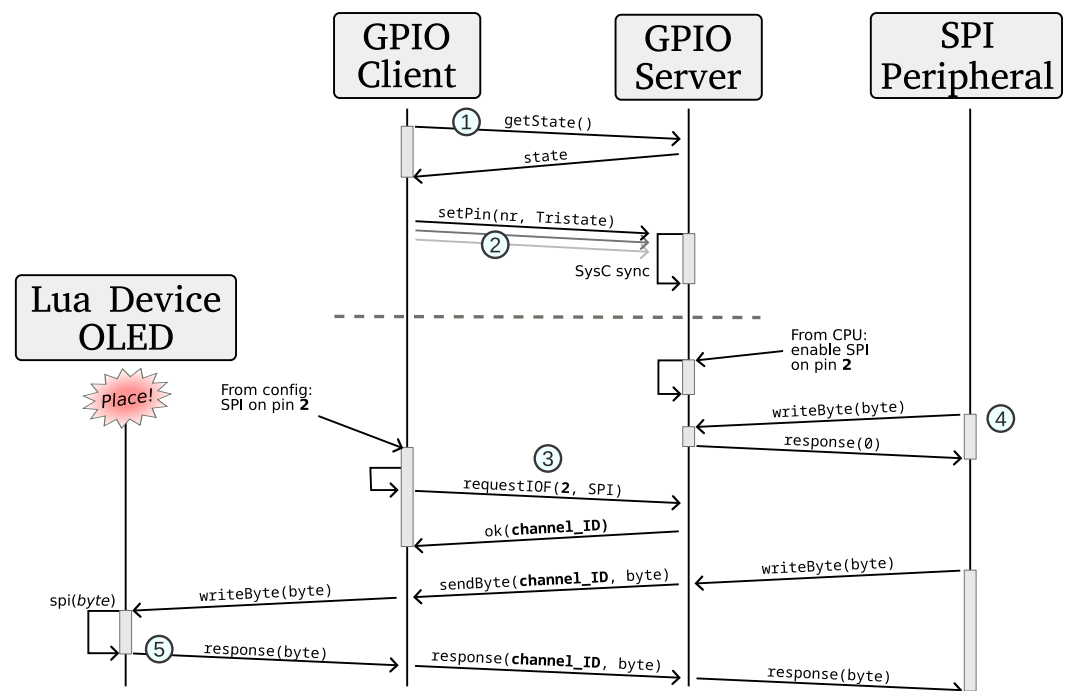 GPIO
Client
GPIO
Server
SPI
Peripheral
1
getState()
state
setPin(nr, Tristate)
2
SysC sync
Lua Device
OLED
Place!
From CPU:
enable SPI
on pin 2
From config:
SPI on pin 2
writeByte(byte)
4
response(0)
3
requestIOF(2, SPI)
ok(channel_ID)
writeByte(byte)
sendByte(channel_ID, byte)
writeByte(byte)
spi(byte)
5
response(byte)
response(channel_ID, byte)
response(byte)